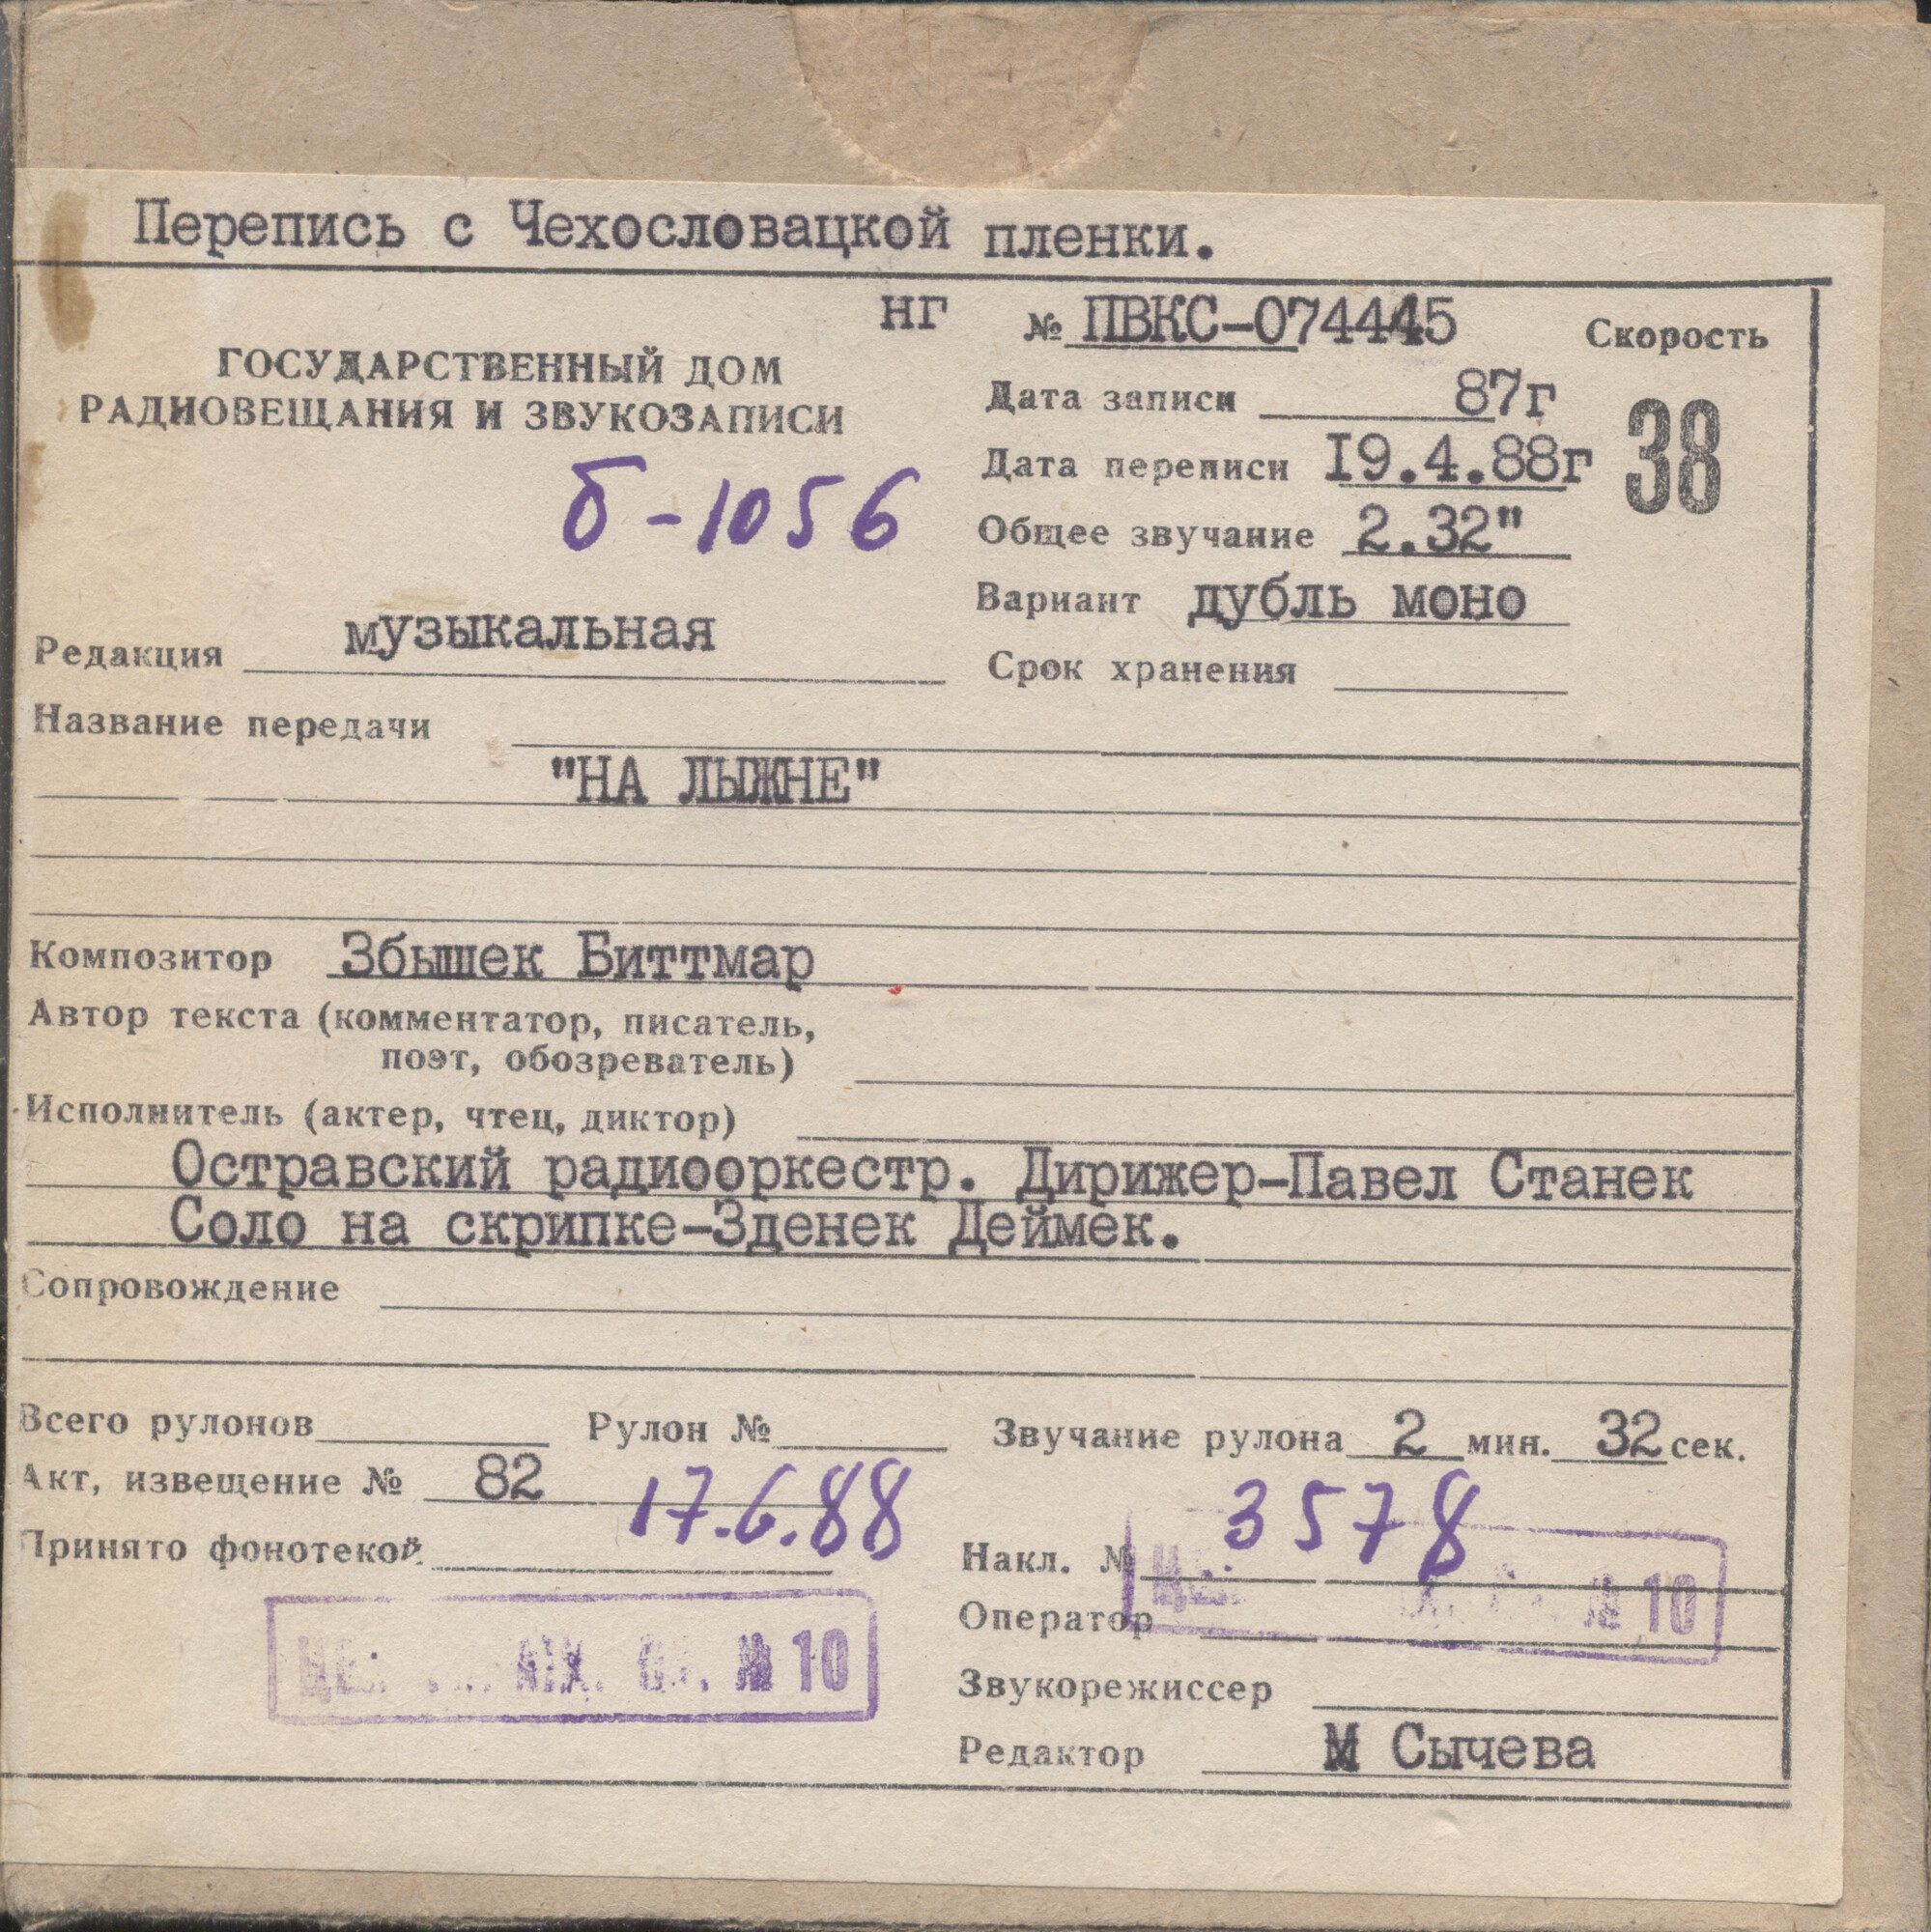 Перепись с Чехословацкой пленки.
НГ № ПВКС-074445 Скорость
ГОСУДАРСТВЕННЫЙ ДОМ
РАДИОВЕЩАНИЯ И ЗВУКОЗАПИСИ
Дата записи 87г
38
Дата переписи I9.4.88г
б-1056
Общее звучание 2.32"
Вариант дубль моно
Редакция музыкальная
Срок хранения
Название передачи
"НА ЛЫЖНЕ"
Композитор Збышек Биттмар
Автор текста (комментатор, писатель,
поэт, обозреватель)
Исполнитель (актер, чтец, диктор)
Остравский радиооркестр. Дирижер-Павел Станек
Соло на скрипке-Зденек Деймек.
Сопровождение
Всего рулонов Рулон № Звучание рулона 2 мин. 32 сек.
Акт, извещение № 82
17.6.88
3578
Принято фонотекой
Накл. №
№ 10
Оператор
№ 10
Звукорежиссер
Редактор М Сычева